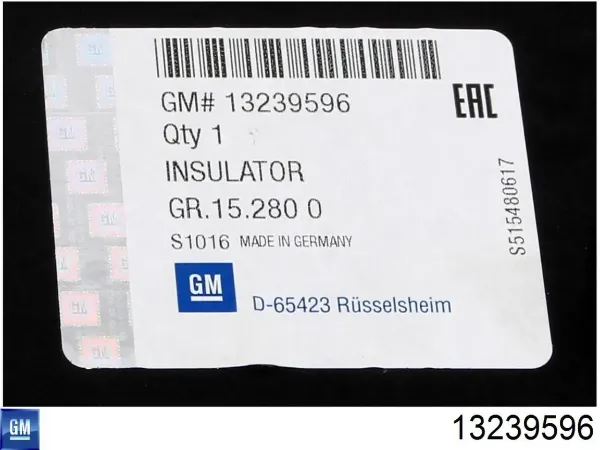 GM# 13239596
EAC
Qty 1
INSULATOR
GR.15.280 0
S1016 MADE IN GERMANY
S515480617
GM D-65423 Rüsselsheim
GM 13239596